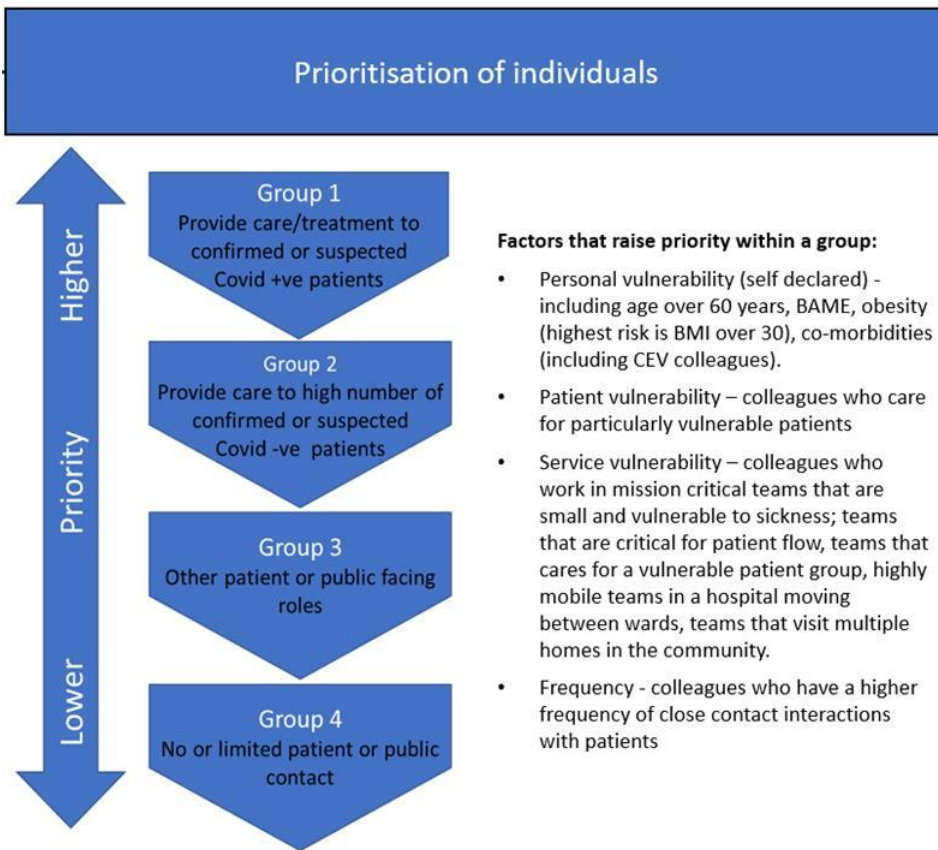 Prioritisation of individuals
Higher
Priority
Lower
Group 1
Provide care/treatment to
confirmed or suspected
Covid +ve patients
Group 2
Provide care to high number of
confirmed or suspected
Covid -ve patients
Group 3
Other patient or public facing
roles
Group 4
No or limited patient or public
contact
Factors that raise priority within a group:
• Personal vulnerability (self declared) -
including age over 60 years, BAME, obesity
(highest risk is BMI over 30), co-morbidities
(including CEV colleagues).
• Patient vulnerability – colleagues who care
for particularly vulnerable patients
• Service vulnerability – colleagues who
work in mission critical teams that are
small and vulnerable to sickness; teams
that are critical for patient flow, teams that
cares for a vulnerable patient group, highly
mobile teams in a hospital moving
between wards, teams that visit multiple
homes in the community.
• Frequency - colleagues who have a higher
frequency of close contact interactions
with patients